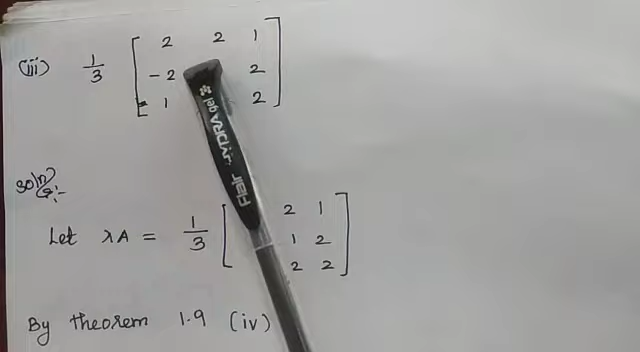 (iii) 1/3 [ 2 2 1
-2 2
1 2 ]
Soln:-
Let λA = 1/3 [ 2 1
1 2
2 2 ]
By theorem 1.9 (iv)
Flair HYDRA gel